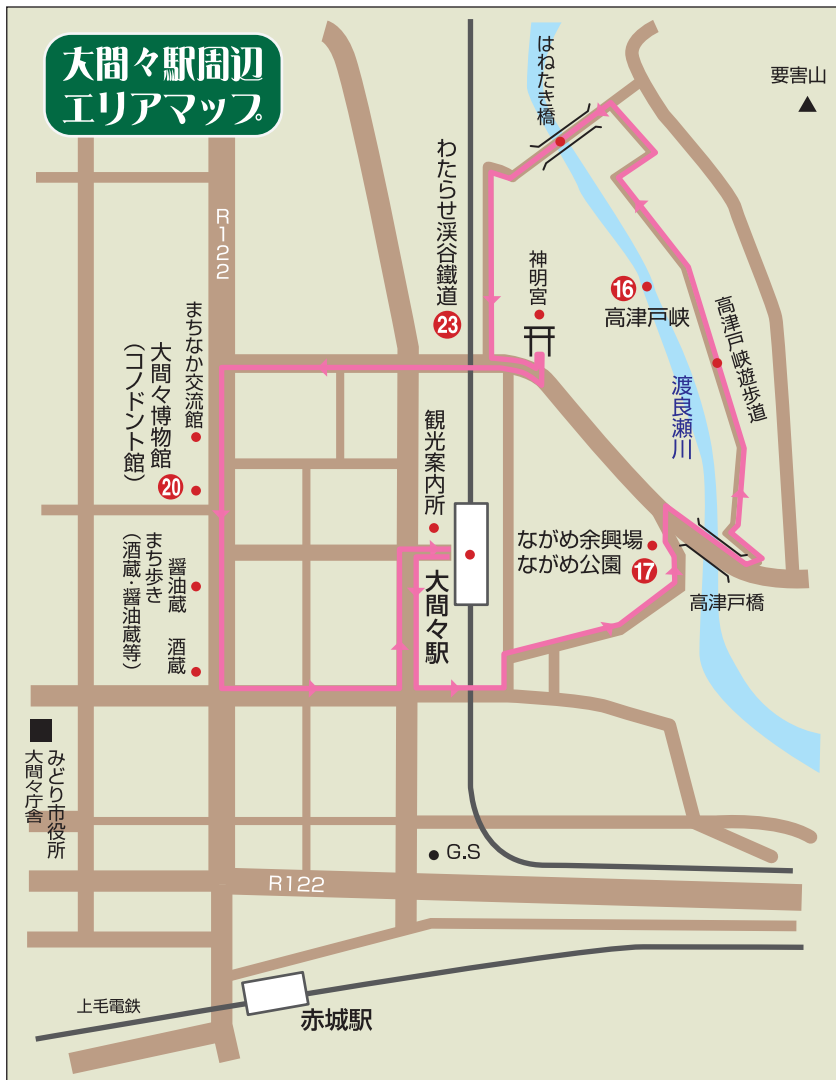 大間々駅周辺
エリアマップ
はねたき橋
要害山
わたらせ渓谷鐵道
23
R122
神明宮
16
高津戸峡
高津戸峡遊歩道
渡良瀬川
まちなか交流館
大間々博物館
(コノドント館)
20
観光案内所
大間々駅
ながめ余興場
ながめ公園
17
高津戸橋
醤油蔵
酒蔵
まち歩き
(酒蔵・醤油蔵等)
みどり市役所
大間々庁舎
G.S
R122
上毛電鉄
赤城駅